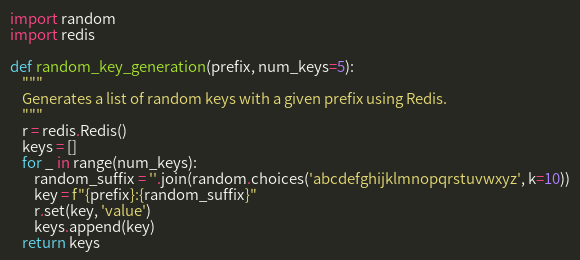 import random
import redis

def random_key_generation(prefix, num_keys=5):
    """
    Generates a list of random keys with a given prefix using Redis.
    """
    r = redis.Redis()
    keys = []
    for _ in range(num_keys):
        random_suffix = ''.join(random.choices('abcdefghijklmnopqrstuvwxyz', k=10))
        key = f"{prefix}:{random_suffix}"
        r.set(key, 'value')
        keys.append(key)
    return keys